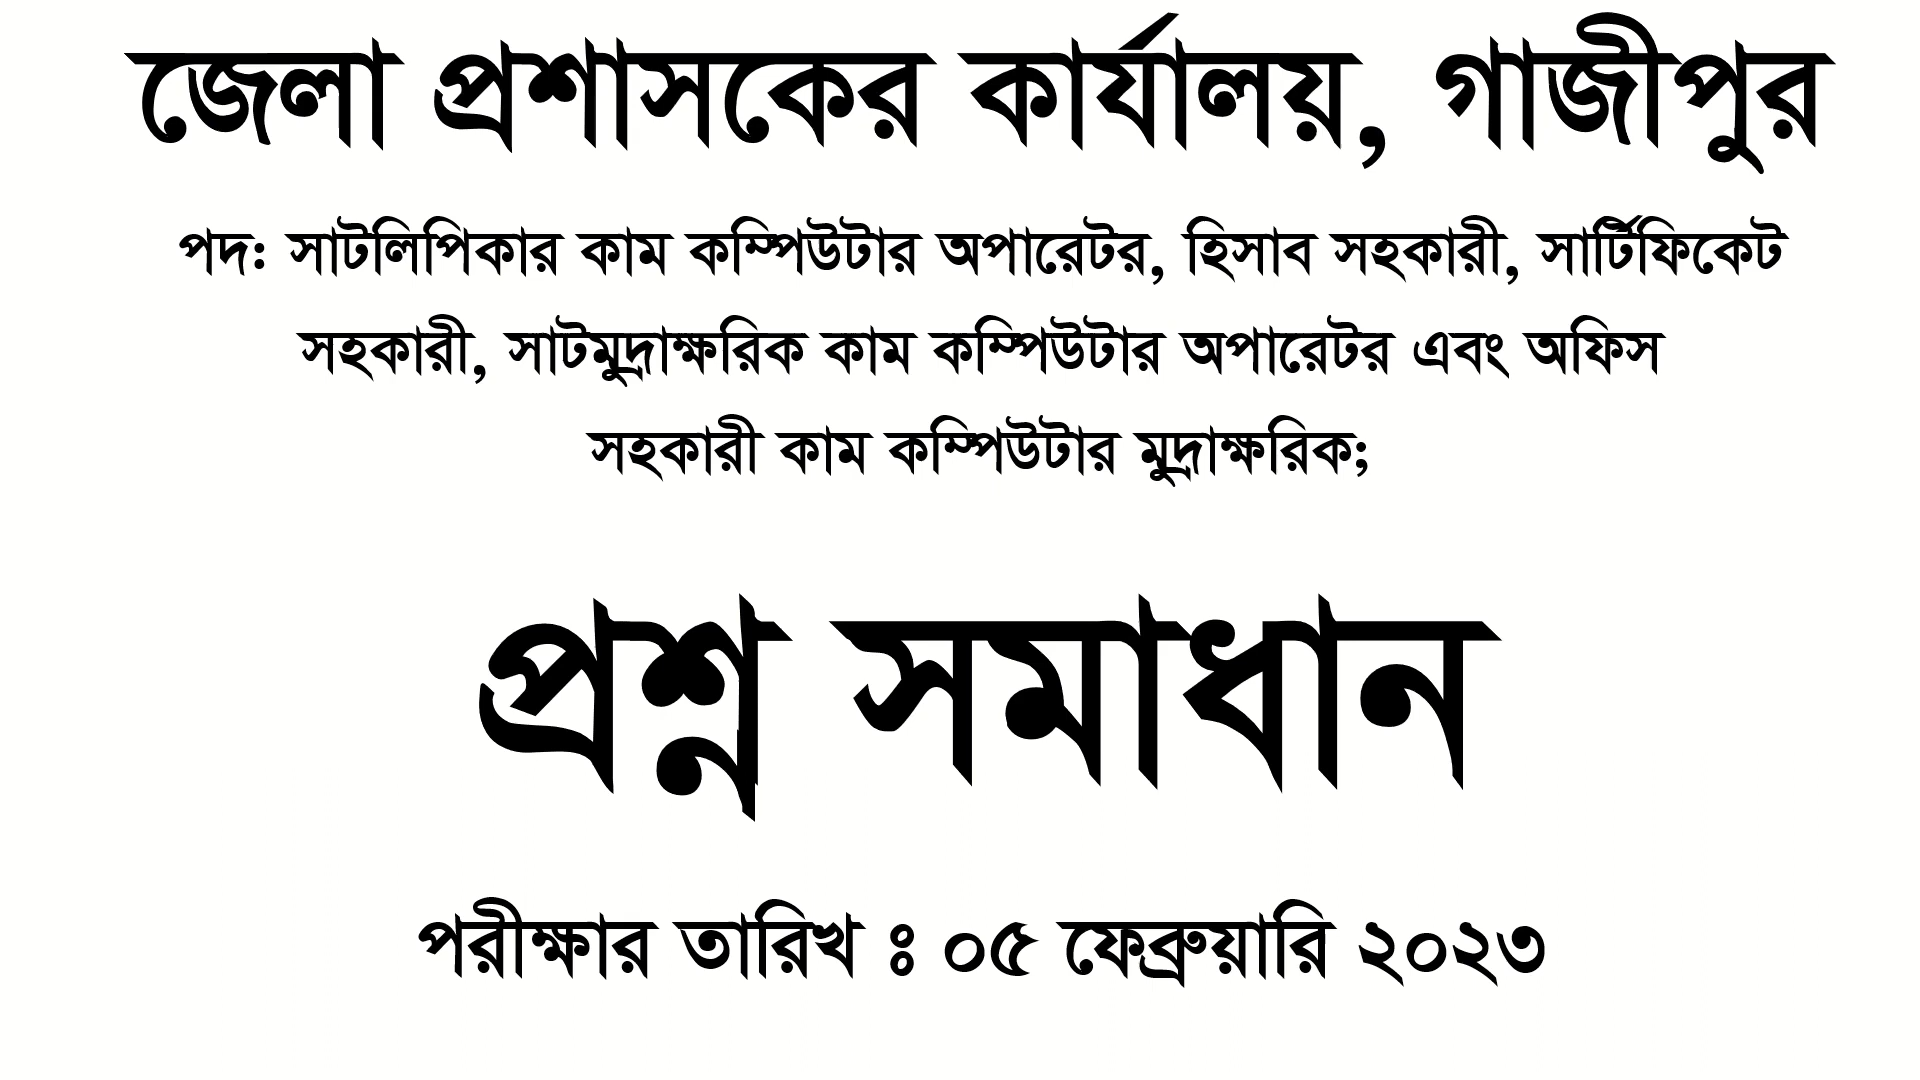 জেলা প্রশাসকের কার্যালয়, গাজীপুর
পদ: সাটলিপিকার কাম কম্পিউটার অপারেটর, হিসাব সহকারী, সার্টিফিকেট
সহকারী, সাটমুদ্রাক্ষরিক কাম কম্পিউটার অপারেটর এবং অফিস
সহকারী কাম কম্পিউটার মুদ্রাক্ষরিক;
প্রশ্ন সমাধান
পরীক্ষার তারিখ ঃ ০৫ ফেব্রুয়ারি ২০২৩